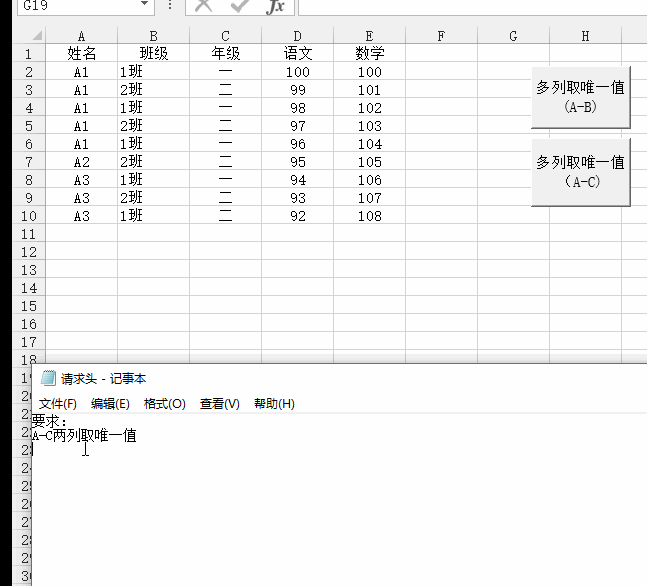 G19
fx
A B C D E F G H
1 姓名 班级 年级 语文 数学
2 A1 1班 一 100 100
3 A1 2班 二 99 101
4 A1 1班 一 98 102
5 A1 2班 二 97 103
6 A1 1班 一 96 104
7 A2 2班 二 95 105
8 A3 1班 一 94 106
9 A3 2班 二 93 107
10 A3 1班 二 92 108
多列取唯一值
(A-B)
多列取唯一值
(A-C)
11
12
13
14
15
16
17
18
请求头 - 记事本
文件(F) 编辑(E) 格式(O) 查看(V) 帮助(H)
要求：
A-C两列取唯一值